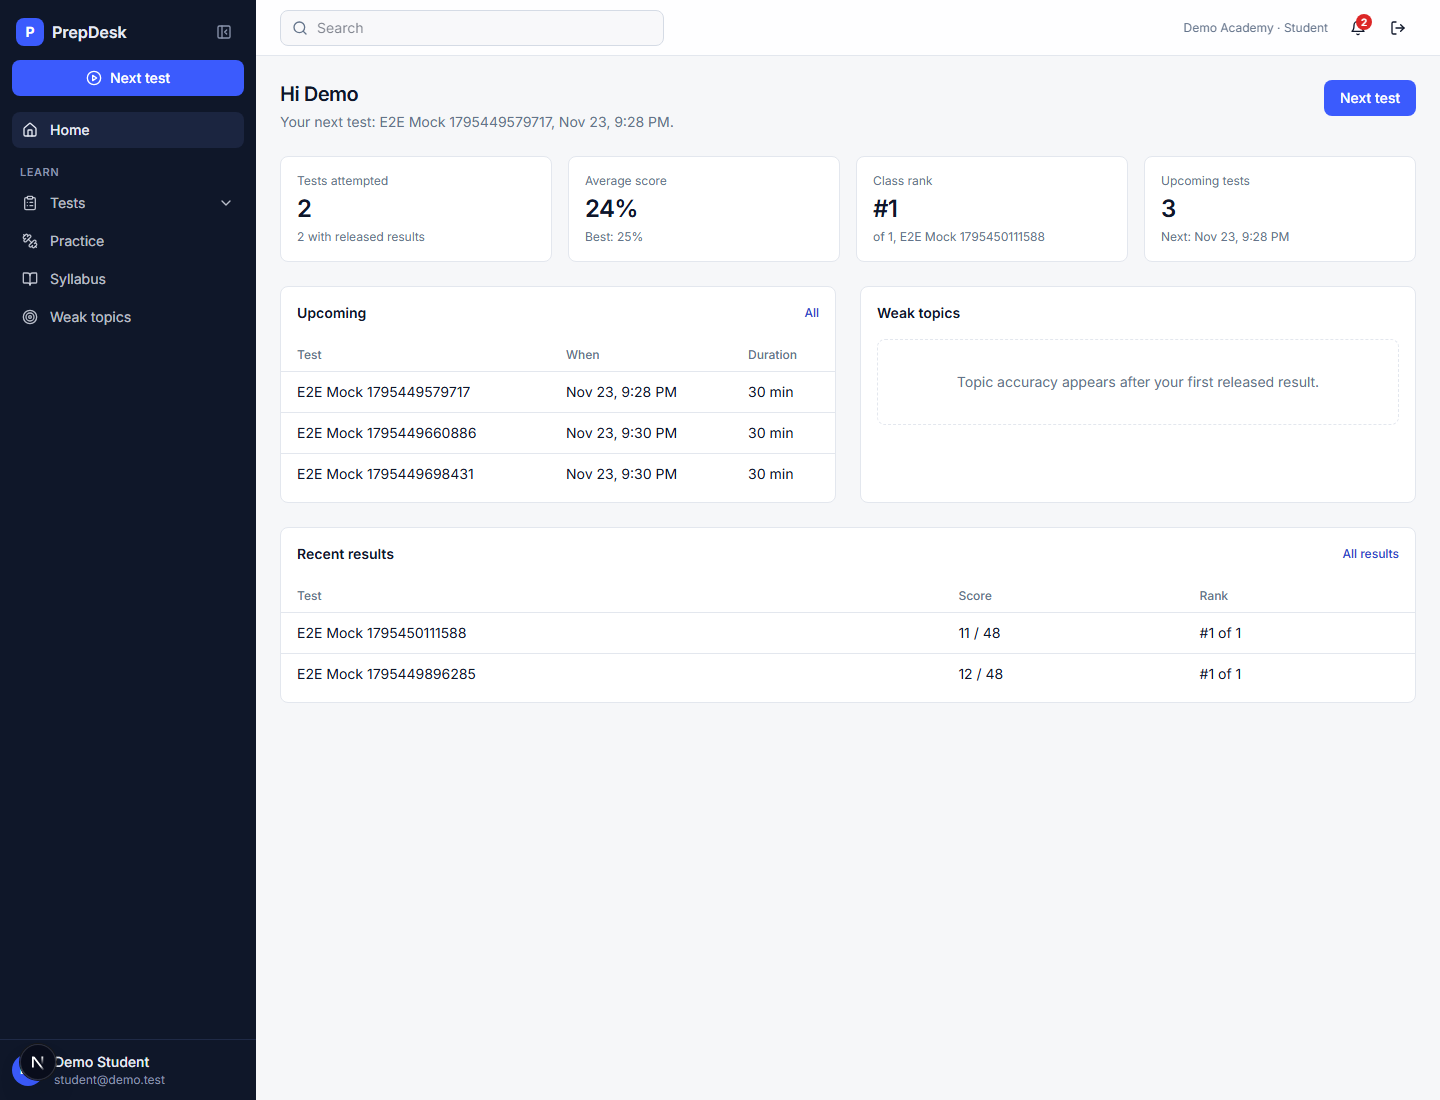 P PrepDesk
Next test
Home
LEARN
Tests
Practice
Syllabus
Weak topics
N Demo Student
student@demo.test
Search
Demo Academy · Student
2
Hi Demo
Your next test: E2E Mock 1795449579717, Nov 23, 9:28 PM.
Next test
Tests attempted
2
2 with released results
Average score
24%
Best: 25%
Class rank
#1
of 1, E2E Mock 1795450111588
Upcoming tests
3
Next: Nov 23, 9:28 PM
Upcoming All
Test When Duration
E2E Mock 1795449579717 Nov 23, 9:28 PM 30 min
E2E Mock 1795449660886 Nov 23, 9:30 PM 30 min
E2E Mock 1795449698431 Nov 23, 9:30 PM 30 min
Weak topics
Topic accuracy appears after your first released result.
Recent results All results
Test Score Rank
E2E Mock 1795450111588 11 / 48 #1 of 1
E2E Mock 1795449896285 12 / 48 #1 of 1